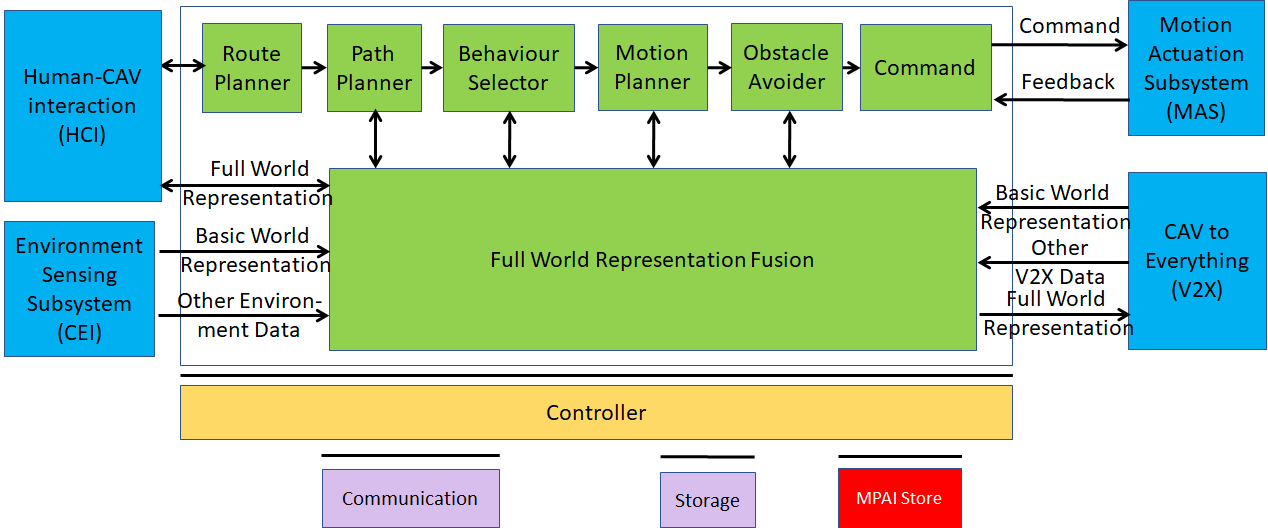 Human-CAV
interaction
(HCI)
Route
Planner
Path
Planner
Behaviour
Selector
Motion
Planner
Obstacle
Avoider
Command
Command
Feedback
Motion
Actuation
Subsystem
(MAS)
Full World
Representation
Environment
Sensing
Subsystem
(CEI)
Basic World
Representation
Other Environ-
ment Data
Full World Representation Fusion
Basic World
Representation
Other
V2X Data
Full World
Representation
CAV to
Everything
(V2X)
Controller
Communication
Storage
MPAI Store